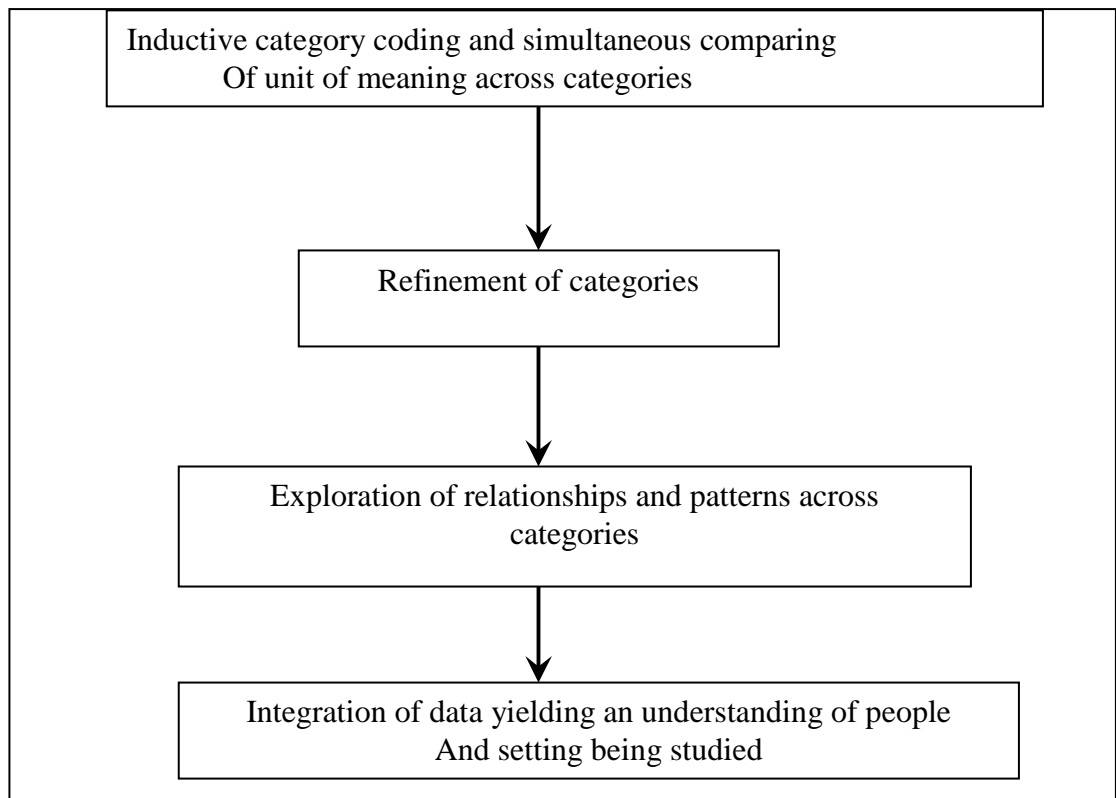 Inductive category coding and simultaneous comparing
Of unit of meaning across categories
Refinement of categories
Exploration of relationships and patterns across
categories
Integration of data yielding an understanding of people
And setting being studied